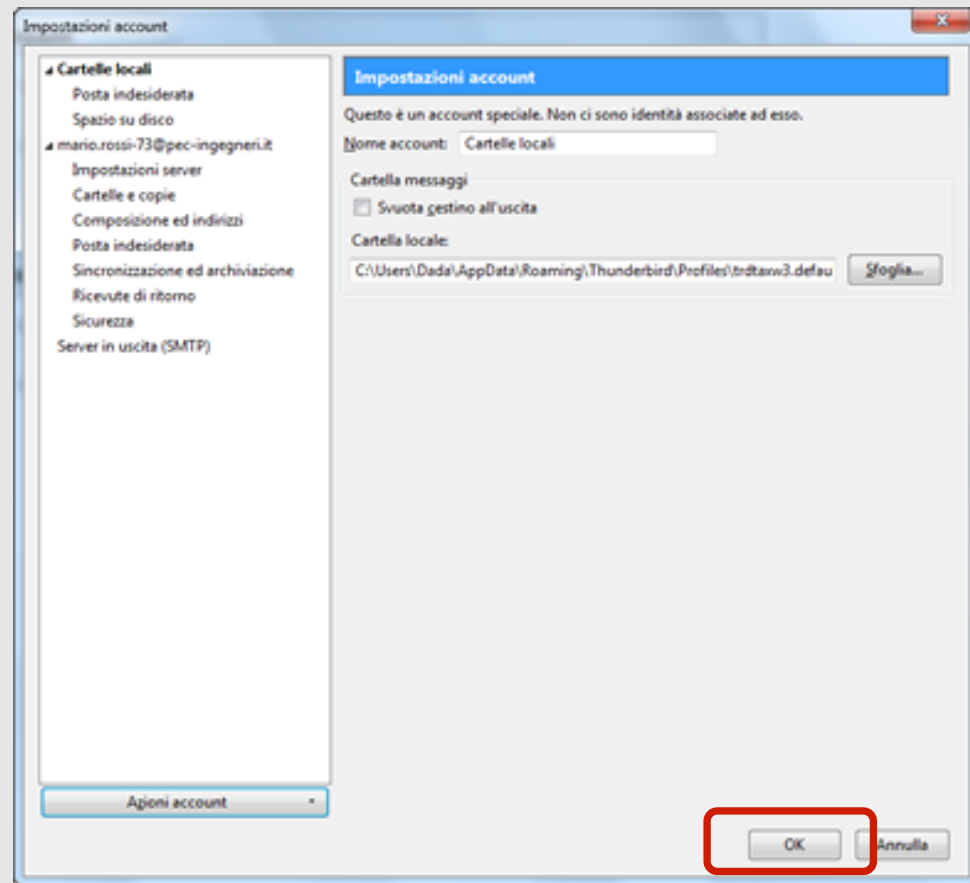 Impostazioni account
Cartelle locali
Posta indesiderata
Spazio su disco
mario.rossi-73@pec-ingegneri.it
Impostazioni server
Cartelle e copie
Composizione ed indirizzi
Posta indesiderata
Sincronizzazione ed archiviazione
Ricevute di ritorno
Sicurezza
Server in uscita (SMTP)
Azioni account
Impostazioni account
Questo è un account speciale. Non ci sono identità associate ad esso.
Nome account: Cartelle locali
Cartella messaggi
Svuota cestino all'uscita
Cartella locale:
C:\Users\Dada\AppData\Roaming\Thunderbird\Profiles\trdtaxw3.defau Sfoglia...
OK Annulla